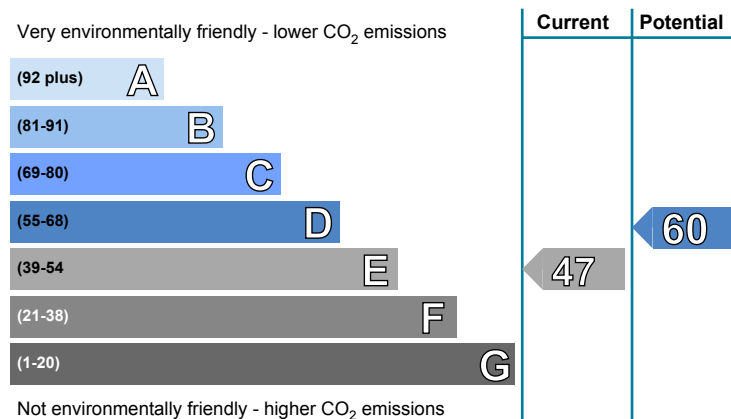 Very environmentally friendly - lower CO2 emissions
Current
Potential
(92 plus) A
(81-91) B
(69-80) C
(55-68) D
60
(39-54 E
47
(21-38) F
(1-20) G
Not environmentally friendly - higher CO2 emissions